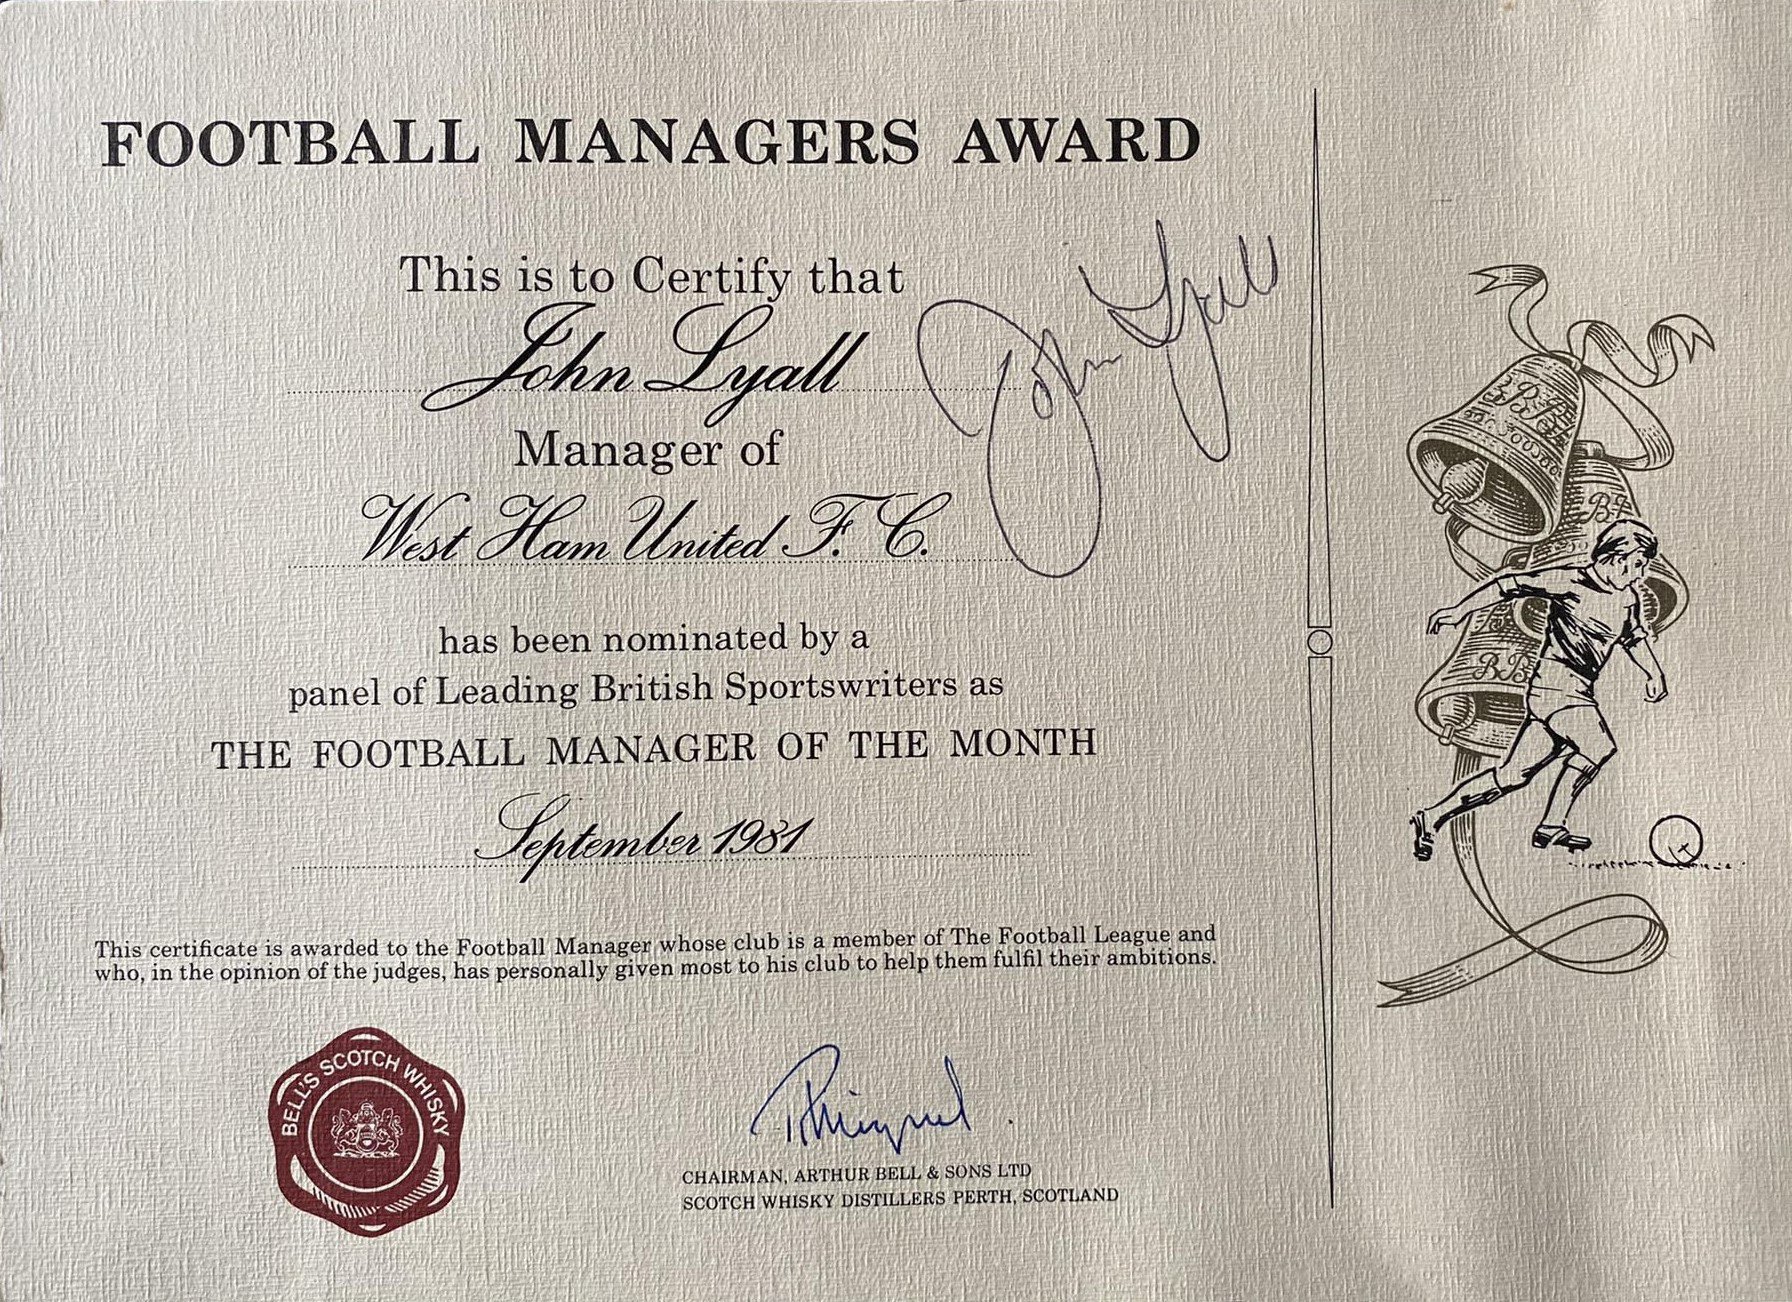 FOOTBALL MANAGERS AWARD
This is to Certify that
John Lyall
John Lyall
Manager of
West Ham United F. C.
has been nominated by a
panel of Leading British Sportswriters as
THE FOOTBALL MANAGER OF THE MONTH
September 1981
This certificate is awarded to the Football Manager whose club is a member of The Football League and
who, in the opinion of the judges, has personally given most to his club to help them fulfil their ambitions.
BELL'S SCOTCH WHISKY
CHAIRMAN, ARTHUR BELL & SONS LTD
SCOTCH WHISKY DISTILLERS PERTH, SCOTLAND